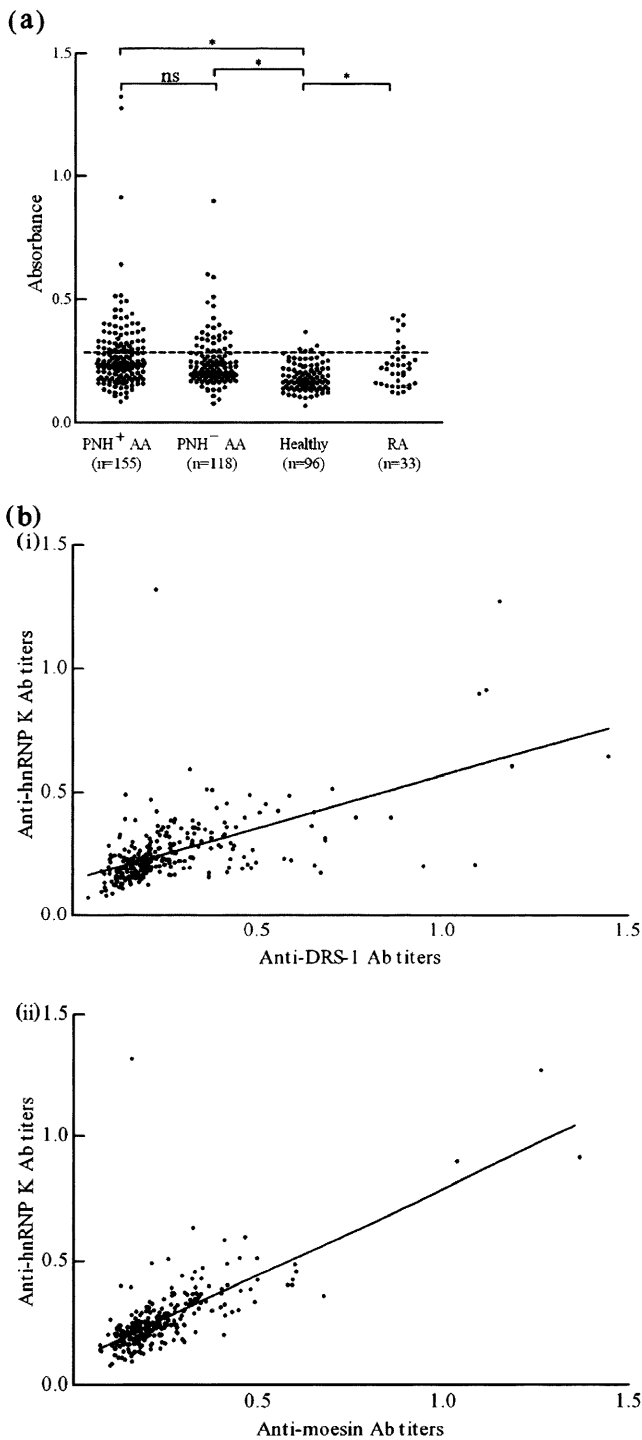 (a)
*
ns * *
1.5
1.0
0.5
0.0
Absorbance
PNH+ AA PNH− AA Healthy RA
(n=155) (n=118) (n=96) (n=33)
(b)
(i)
1.5
1.0
0.5
0.0
Anti-hnRNP K Ab titers
0.5 1.0 1.5
Anti-DRS-1 Ab titers
(ii)
1.5
1.0
0.5
0.0
Anti-hnRNP K Ab titers
0.5 1.0 1.5
Anti-moesin Ab titers